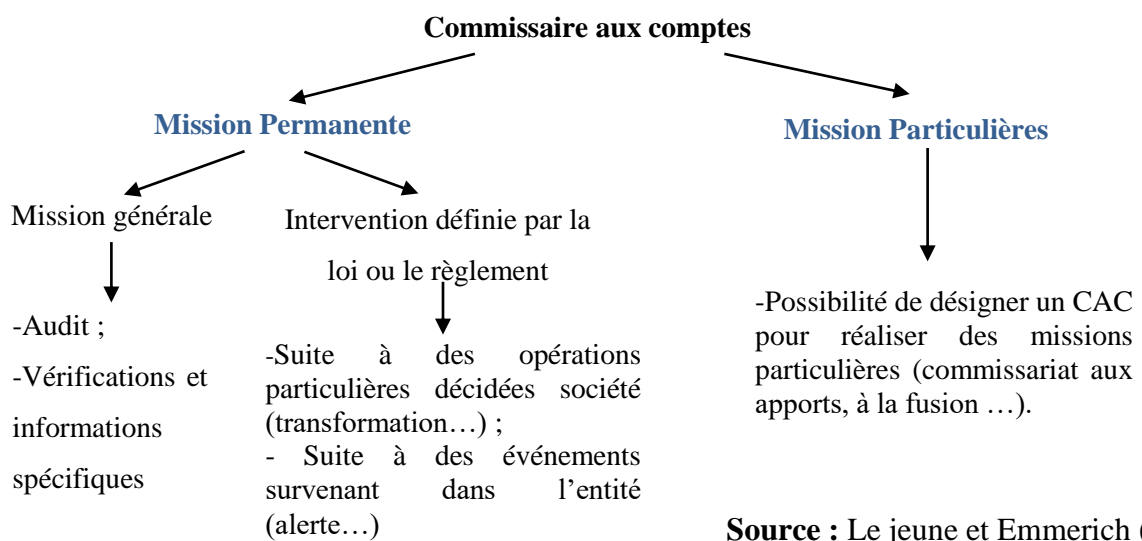 Commissaire aux comptes
Mission Permanente
Mission Particulières
Mission générale
Intervention définie par la
loi ou le règlement
-Audit ;
-Vérifications et
informations
spécifiques
-Suite à des opérations
particulières décidées société
(transformation…) ;
- Suite à des événements
survenant dans l’entité
(alerte…)
-Possibilité de désigner un CAC
pour réaliser des missions
particulières (commissariat aux
apports, à la fusion …).
Source : Le jeune et Emmerich (